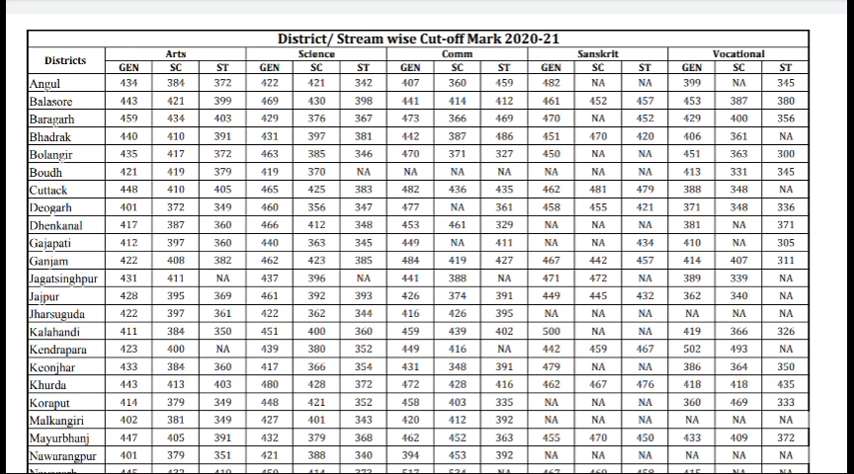 District/ Stream wise Cut-off Mark 2020-21
Districts Arts Science Comm Sanskrit Vocational
GEN SC ST GEN SC ST GEN SC ST GEN SC ST GEN SC ST
Angul 434 384 372 422 421 342 407 360 459 482 NA NA 399 NA 345
Balasore 443 421 399 469 430 398 441 414 412 461 452 457 453 387 380
Baragarh 459 434 403 429 376 367 473 366 469 470 NA 452 429 400 356
Bhadrak 440 410 391 431 397 381 442 387 486 451 470 420 406 361 NA
Bolangir 435 417 372 463 385 346 470 371 327 450 NA NA 451 363 300
Boudh 421 419 379 419 370 NA NA NA NA NA NA NA 413 331 345
Cuttack 448 410 405 465 425 383 482 436 435 462 481 479 388 348 NA
Deogarh 401 372 349 460 356 347 477 NA 361 458 455 421 371 348 336
Dhenkanal 417 387 360 466 412 348 453 461 329 NA NA NA 381 NA 371
Gajapati 412 397 360 440 363 345 449 NA 411 NA NA 434 410 NA 305
Ganjam 422 408 382 462 423 385 484 419 427 467 442 457 414 407 311
Jagatsinghpur 431 411 NA 437 396 NA 441 388 NA 471 472 NA 389 339 NA
Jajpur 428 395 369 461 392 393 426 374 391 449 445 432 362 340 NA
Jharsuguda 422 397 361 422 362 344 416 426 395 NA NA NA NA NA NA
Kalahandi 411 384 350 451 400 360 459 439 402 500 NA NA 419 366 326
Kendrapara 423 400 NA 439 380 352 449 416 NA 442 459 467 502 493 NA
Keonjhar 433 384 360 417 366 354 431 348 391 479 NA NA 386 364 350
Khurda 443 413 403 480 428 372 472 428 416 462 467 476 418 418 435
Koraput 414 379 349 448 421 352 458 403 335 NA NA NA 360 469 333
Malkangiri 402 381 349 427 401 343 420 412 392 NA NA NA NA NA NA
Mayurbhanj 447 405 391 432 379 368 462 452 363 455 470 450 433 409 372
Nawarangpur 401 379 351 421 388 340 394 453 392 NA NA NA NA NA NA